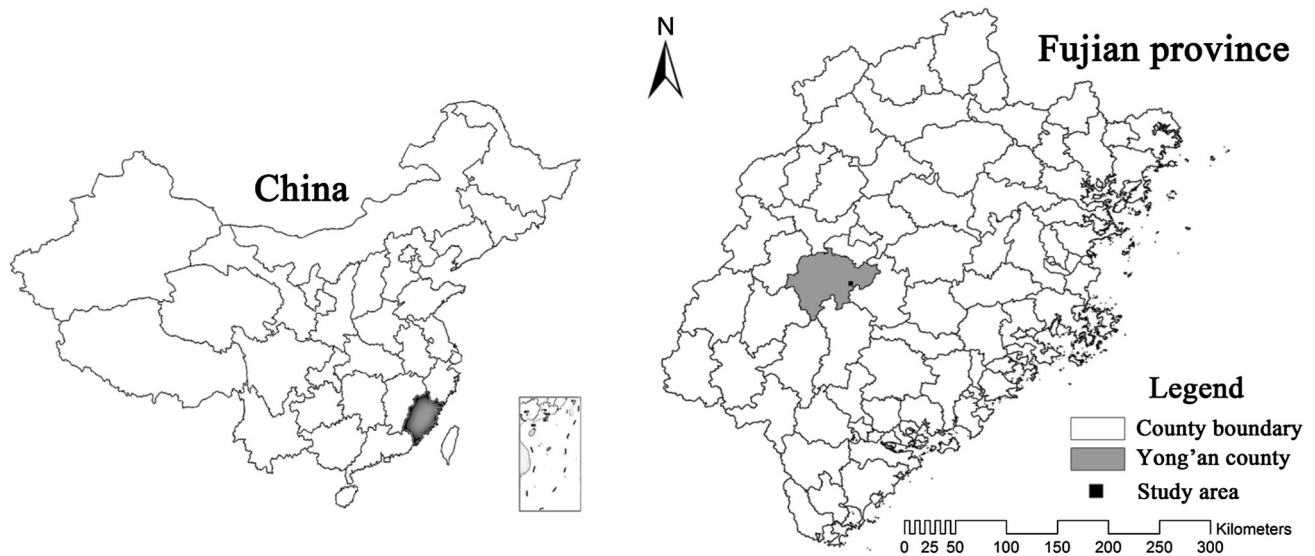 China
N
Fujian province
Legend
County boundary
Yong'an county
Study area
Kilometers
0 25 50 100 150 200 250 300